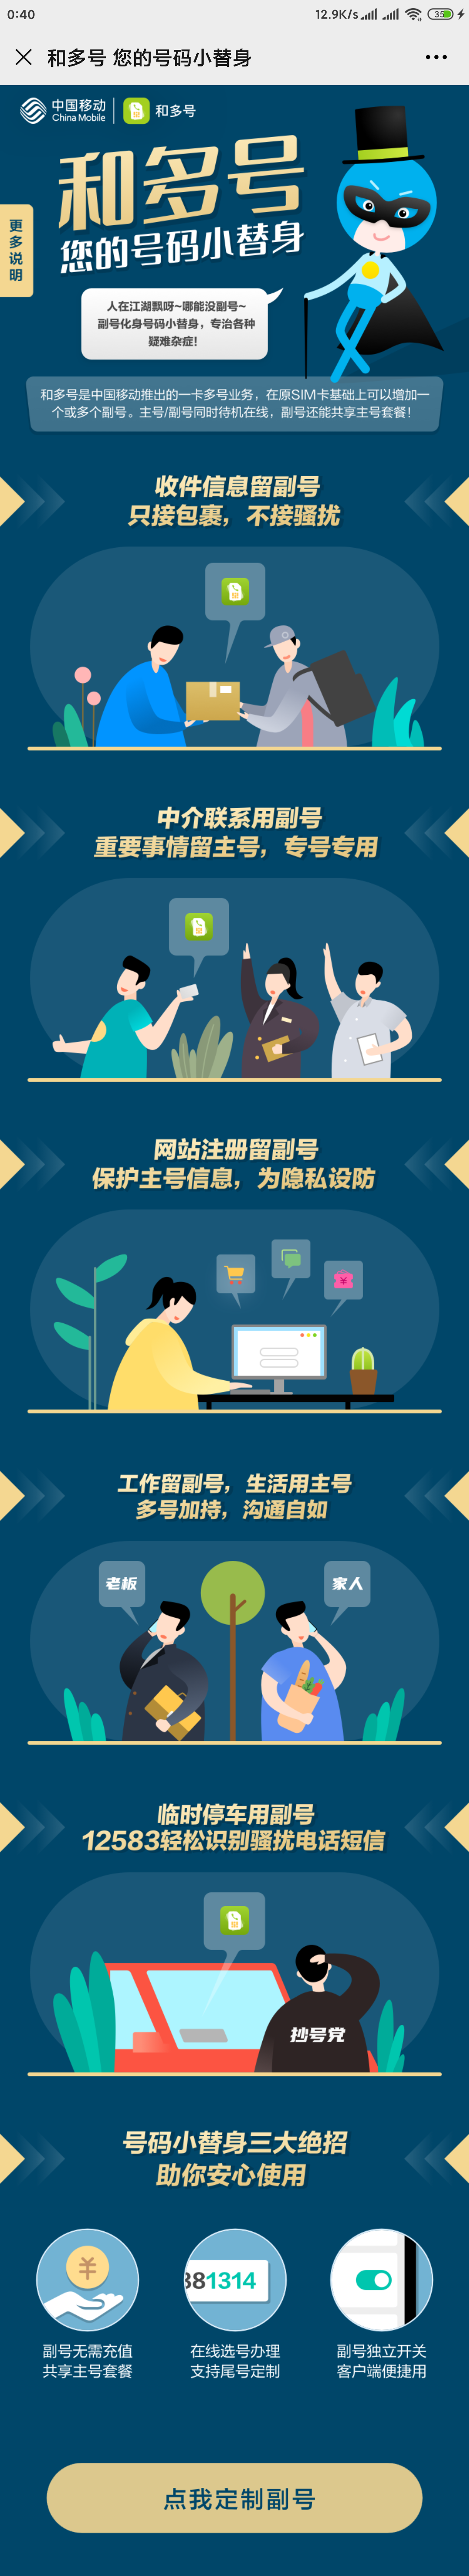 0:40
12.9K/s
35
和多号 您的号码小替身
中国移动
China Mobile
和多号
和多号
您的号码小替身
更多说明
人在江湖飘呀~哪能没副号~
副号化身号码小替身，专治各种
疑难杂症！
和多号是中国移动推出的一卡多号业务，在原SIM卡基础上可以增加一
个或多个副号。主号/副号同时待机在线，副号还能共享主号套餐！
收件信息留副号
只接包裹，不接骚扰
中介联系用副号
重要事情留主号，专号专用
网站注册留副号
保护主号信息，为隐私设防
¥
工作留副号，生活用主号
多号加持，沟通自如
老板
家人
临时停车用副号
12583轻松识别骚扰电话短信
抄号党
号码小替身三大绝招
助你安心使用
¥
381314
副号无需充值
共享主号套餐
在线选号办理
支持尾号定制
副号独立开关
客户端便捷用
点我定制副号